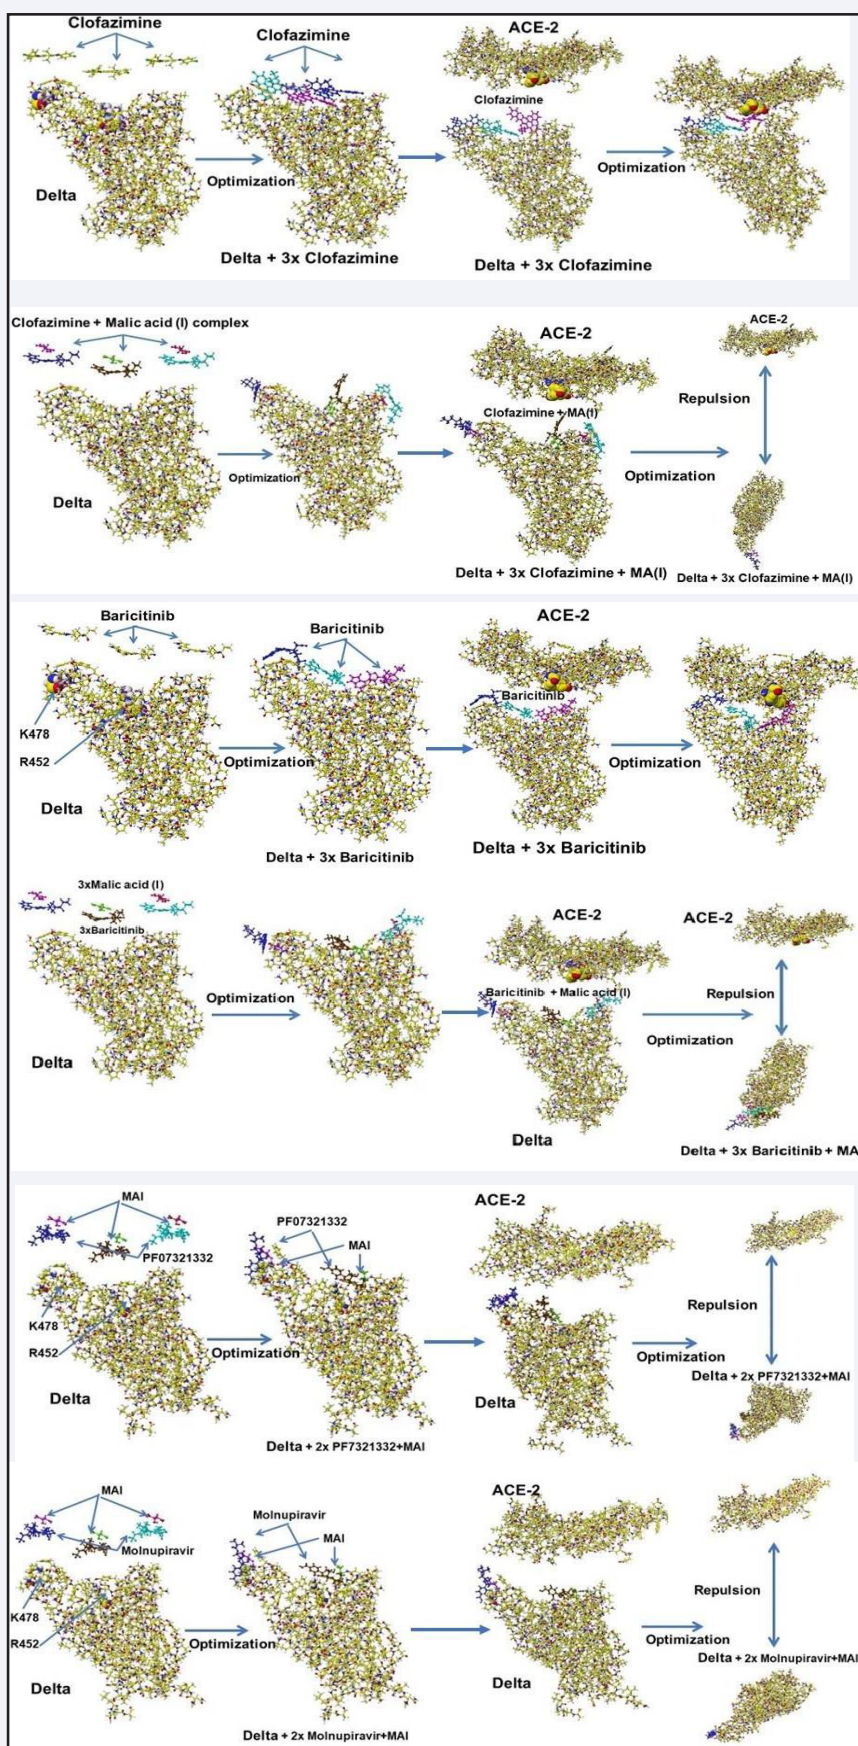 Clofazimine
Clofazimine
ACE-2
Clofazimine
Optimization
Optimization
Delta
Delta + 3x Clofazimine
Delta + 3x Clofazimine
Clofazimine + Malic acid (I) complex
ACE-2
ACE-2
Repulsion
Clofazimine + MA(I)
Optimization
Optimization
Delta
Delta + 3x Clofazimine + MA(I)
Delta + 3x Clofazimine + MA(I)
Baricitinib
Baricitinib
ACE-2
Baricitinib
K478
R452
Optimization
Optimization
Delta
Delta + 3x Baricitinib
Delta + 3x Baricitinib
3xMalic acid (I)
3xBaricitinib
ACE-2
ACE-2
Baricitinib + Malic acid (I)
Repulsion
Optimization
Optimization
Delta
Delta
Delta + 3x Baricitinib + MA
MAI
PF07321332
PF07321332
MAI
ACE-2
K478
R452
Repulsion
Optimization
Optimization
Delta + 2x PF7321332+MAI
Delta
Delta
Delta + 2x PF7321332+MAI
MAI
Molnupiravir
Molnupiravir
MAI
ACE-2
K478
R452
Repulsion
Optimization
Optimization
Delta + 2x Molnupiravir+MAI
Delta
Delta
Delta + 2x Molnupiravir+MAI